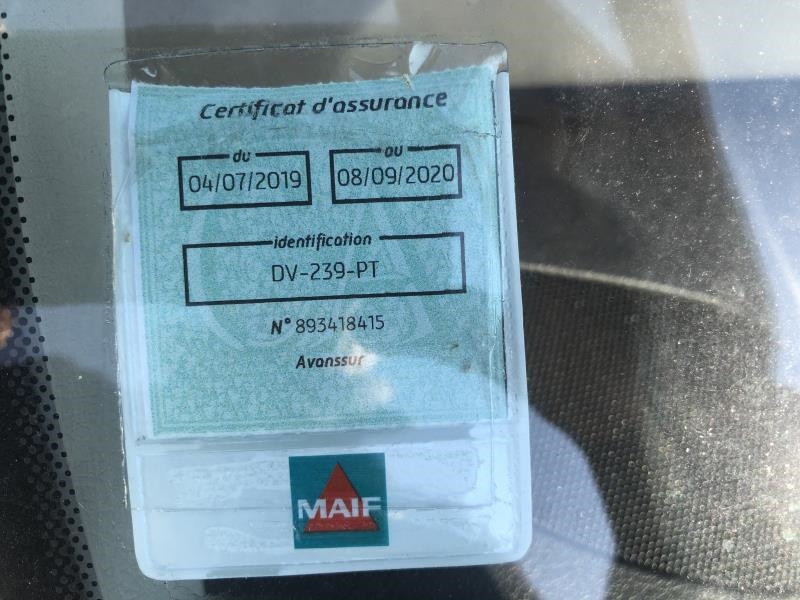 Certificat d'assurance
du au
04/07/2019 08/09/2020
identification
DV-239-PT
N° 893418415
Avanssur
MAIF